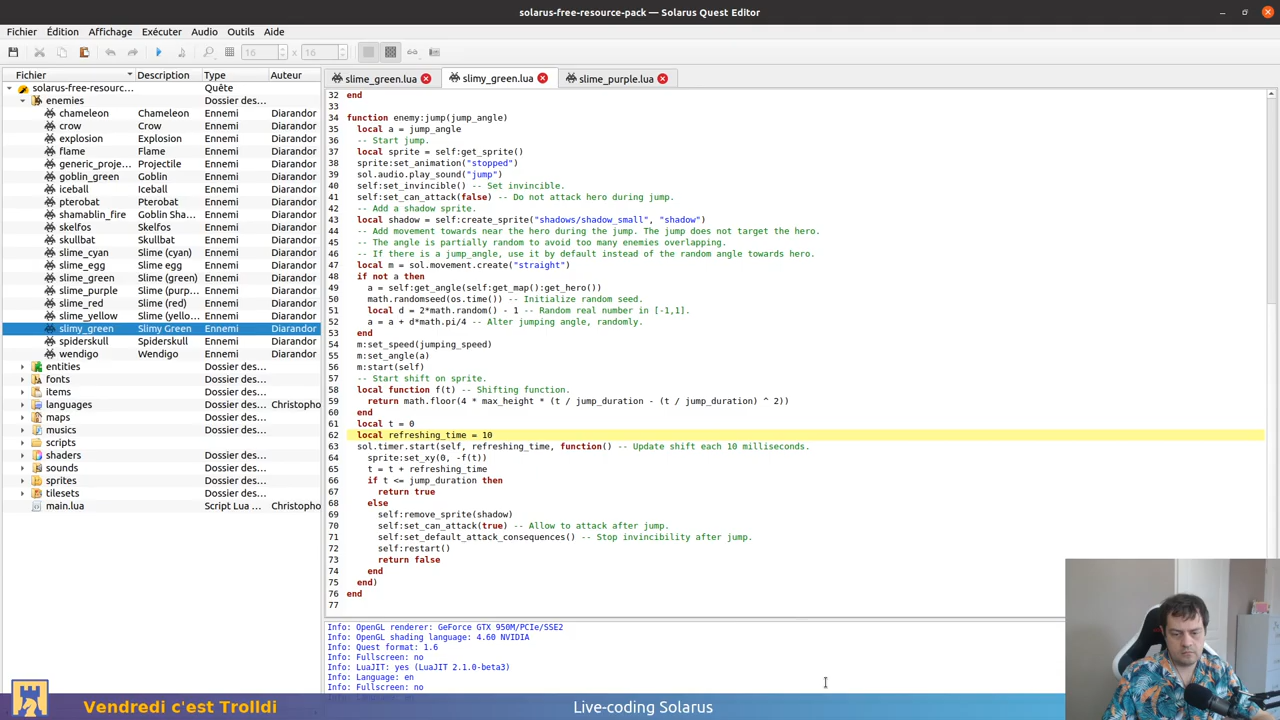 solarus-free-resource-pack — Solarus Quest Editor
Fichier Édition Affichage Exécuter Audio Outils Aide
16 x 16
Fichier Description Type Auteur
solarus-free-resourc... Quête
enemies Dossier des...
chameleon Chameleon Ennemi Diarandor
crow Crow Ennemi Diarandor
explosion Explosion Ennemi Diarandor
flame Flame Ennemi Diarandor
generic_proje... Projectile Ennemi Diarandor
goblin_green Goblin Ennemi Diarandor
iceball Iceball Ennemi Diarandor
pterobat Pterobat Ennemi Diarandor
shamablin_fire Goblin Sha... Ennemi Diarandor
skelfos Skelfos Ennemi Diarandor
skullbat Skullbat Ennemi Diarandor
slime_cyan Slime (cyan) Ennemi Diarandor
slime_egg Slime egg Ennemi Diarandor
slime_green Slime (green) Ennemi Diarandor
slime_purple Slime (purp... Ennemi Diarandor
slime_red Slime (red) Ennemi Diarandor
slime_yellow Slime (yello... Ennemi Diarandor
slimy_green Slimy Green Ennemi Diarandor
spiderskull Spiderskull Ennemi Diarandor
wendigo Wendigo Ennemi Diarandor
entities Dossier des...
fonts Dossier des...
items Dossier des...
languages Dossier des... Christopho
maps Dossier des...
musics Dossier des...
scripts Dossier des...
shaders Dossier des...
sounds Dossier des...
sprites Dossier des...
tilesets Dossier des...
main.lua Script Lua ... Christopho
slime_green.lua slimy_green.lua slime_purple.lua
32 end
33
34 function enemy:jump(jump_angle)
35 local a = jump_angle
36 -- Start jump.
37 local sprite = self:get_sprite()
38 sprite:set_animation("stopped")
39 sol.audio.play_sound("jump")
40 self:set_invincible() -- Set invincible.
41 self:set_can_attack(false) -- Do not attack hero during jump.
42 -- Add a shadow sprite.
43 local shadow = self:create_sprite("shadows/shadow_small", "shadow")
44 -- Add movement towards near the hero during the jump. The jump does not target the hero.
45 -- The angle is partially random to avoid too many enemies overlapping.
46 -- If there is a jump_angle, use it by default instead of the random angle towards hero.
47 local m = sol.movement.create("straight")
48 if not a then
49 a = self:get_angle(self:get_map():get_hero())
50 math.randomseed(os.time()) -- Initialize random seed.
51 local d = 2*math.random() - 1 -- Random real number in [-1,1].
52 a = a + d*math.pi/4 -- Alter jumping angle, randomly.
53 end
54 m:set_speed(jumping_speed)
55 m:set_angle(a)
56 m:start(self)
57 -- Start shift on sprite.
58 local function f(t) -- Shifting function.
59 return math.floor(4 * max_height * (t / jump_duration - (t / jump_duration) ^ 2))
60 end
61 local t = 0
62 local refreshing_time = 10
63 sol.timer.start(self, refreshing_time, function() -- Update shift each 10 milliseconds.
64 sprite:set_xy(0, -f(t))
65 t = t + refreshing_time
66 if t <= jump_duration then
67 return true
68 else
69 self:remove_sprite(shadow)
70 self:set_can_attack(true) -- Allow to attack after jump.
71 self:set_default_attack_consequences() -- Stop invincibility after jump.
72 self:restart()
73 return false
74 end
75 end)
76 end
77
Info: OpenGL renderer: GeForce GTX 950M/PCIe/SSE2
Info: OpenGL shading language: 4.60 NVIDIA
Info: Quest format: 1.6
Info: Fullscreen: no
Info: LuaJIT: yes (LuaJIT 2.1.0-beta3)
Info: Language: en
Info: Fullscreen: no
Vendredi c'est Trolldi
Live-coding Solarus